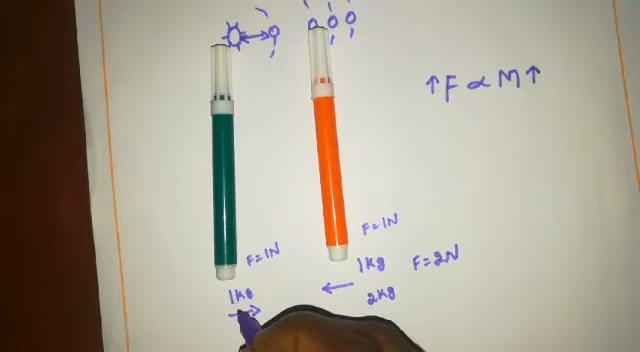 ↑F ∝ M↑
F=1N
F=1N
1kg
F=2N
1kg
2kg